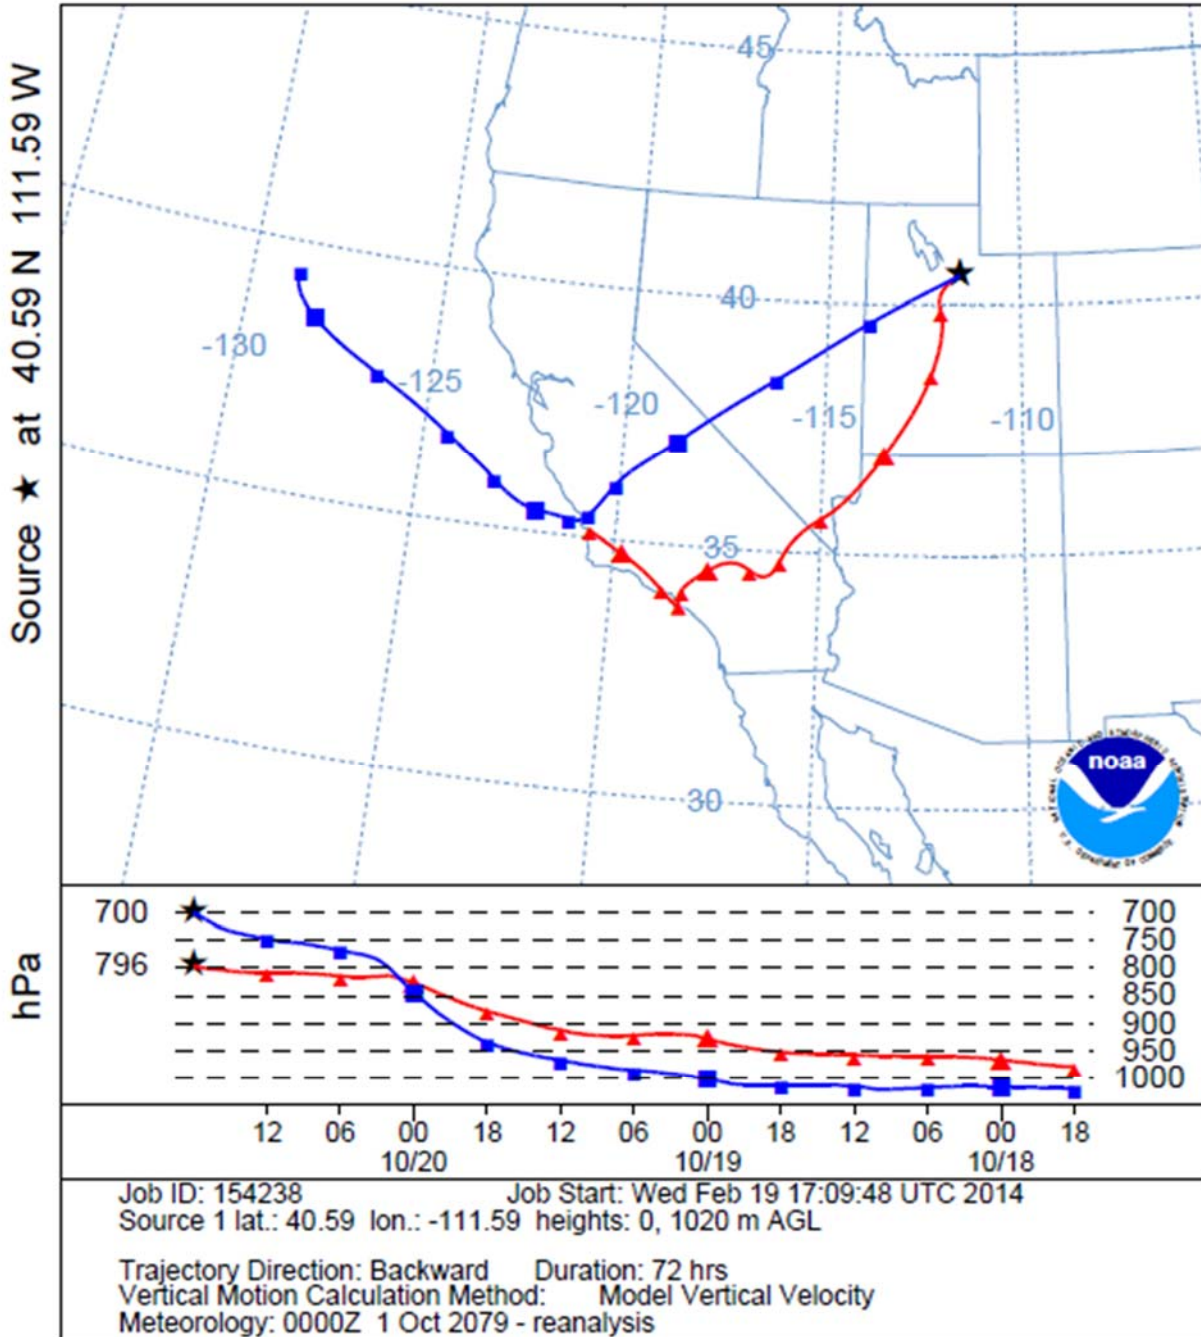 Source ★ at 40.59 N 111.59 W
45
-130
40
-125
-120
-115
-110
35
30
noaa
hPa
700 700
750
796 800
850
900
950
1000
12 06 00 18 12 06 00 18 12 06 00 18
10/20 10/19 10/18
Job ID: 154238 Job Start: Wed Feb 19 17:09:48 UTC 2014
Source 1 lat.: 40.59 lon.: -111.59 heights: 0, 1020 m AGL
Trajectory Direction: Backward Duration: 72 hrs
Vertical Motion Calculation Method: Model Vertical Velocity
Meteorology: 0000Z 1 Oct 2079 - reanalysis